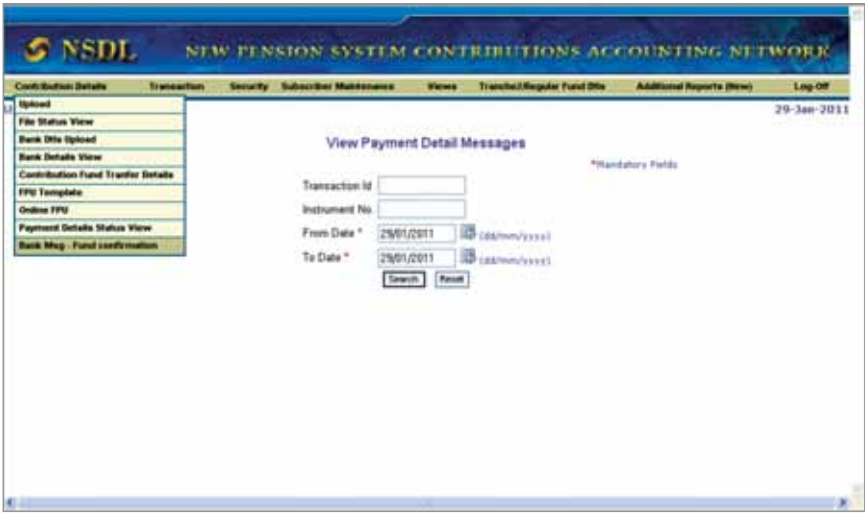 NSDL NEW PENSION SYSTEM CONTRIBUTIONS ACCOUNTING NETWORK
Contribution Details Transaction Security Subscriber Maintenance Views TrancheI/Regular Fund Dtls Additional Reports (New) Log-Off
29-Jan-2011
Upload
File Status View
Bank Dtls Upload
Bank Details View
Contribution Fund Tranfer Details
FPU Template
Online FPU
Payment Details Status View
Bank Msg - Fund confirmation
View Payment Detail Messages
*Mandatory Fields
Transaction Id
Instrument No
From Date * 29/01/2011 (dd/mm/yyyy)
To Date * 29/01/2011 (dd/mm/yyyy)
Search Reset